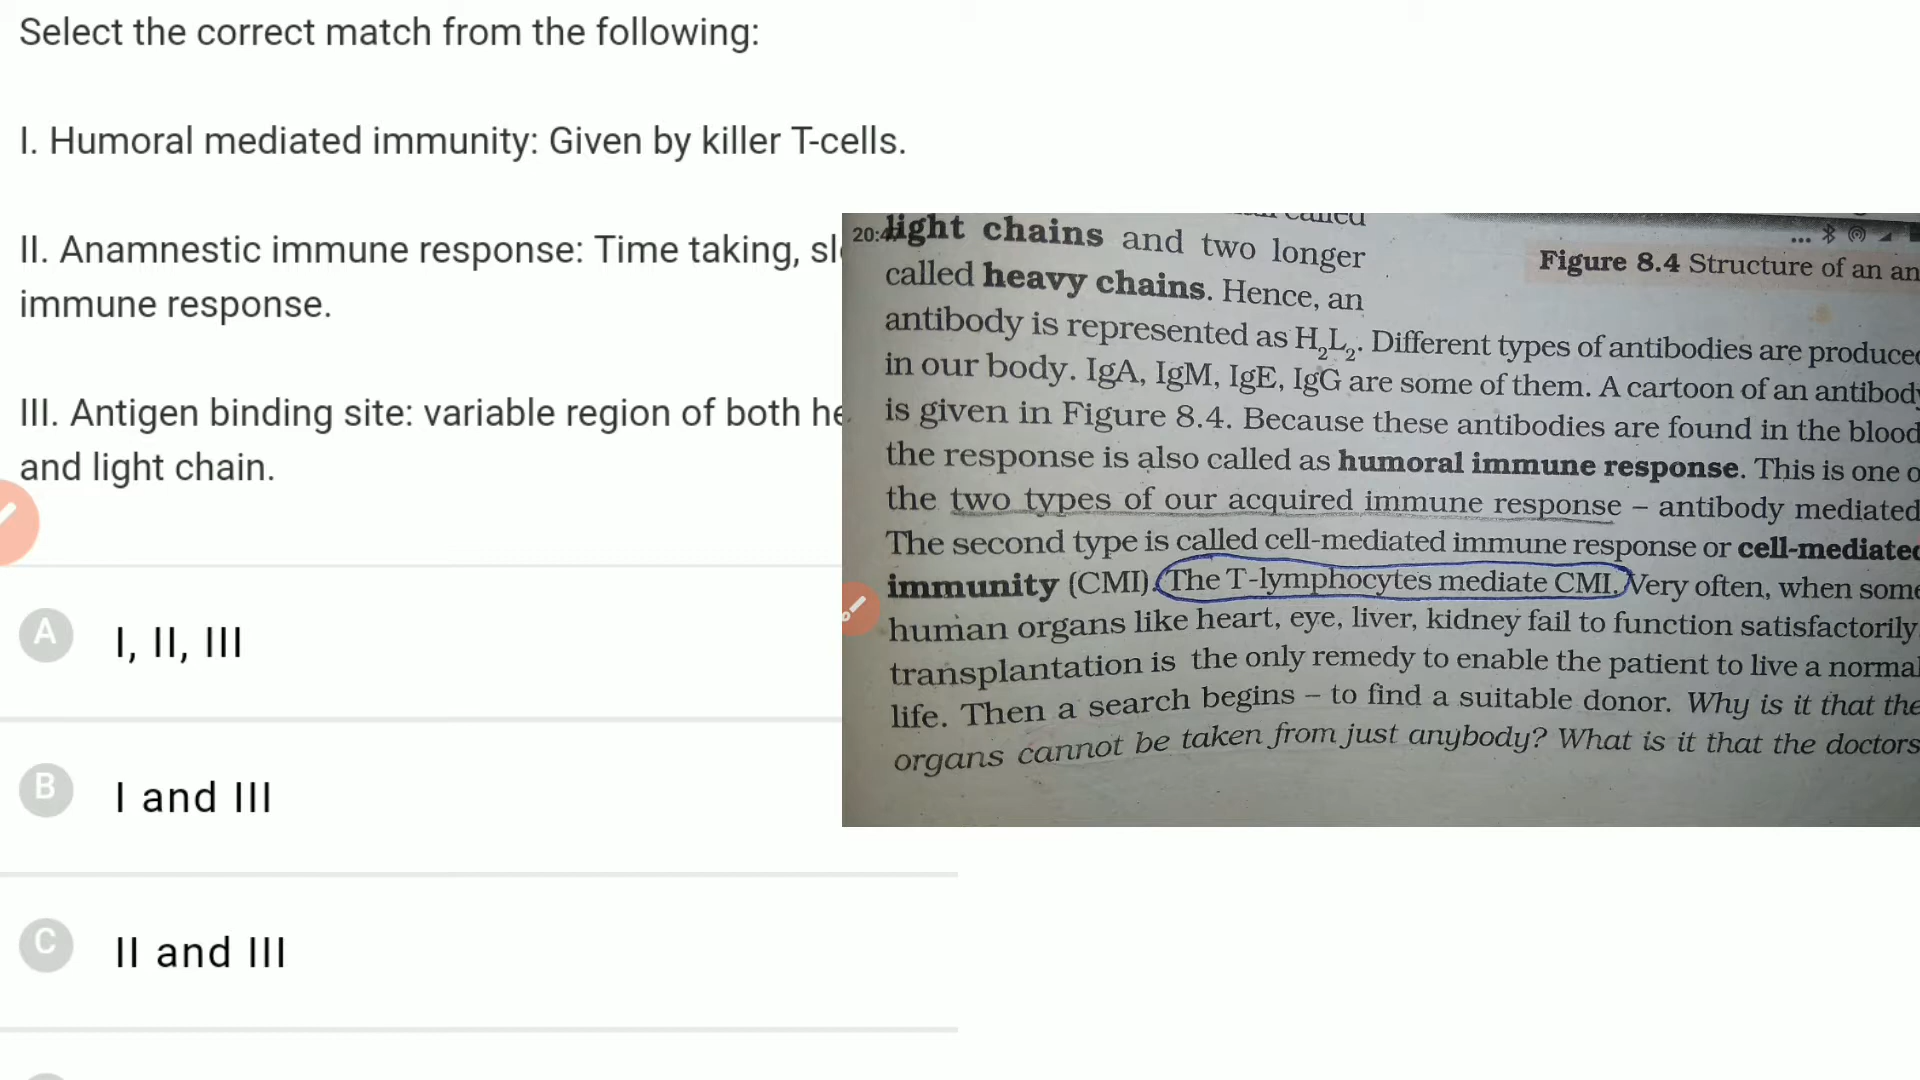 Select the correct match from the following:
I. Humoral mediated immunity: Given by killer T-cells.
II. Anamnestic immune response: Time taking,
immune response.
III. Antigen binding site: variable region of both
and light chain.
A I, II, III
B I and III
C II and III
called
light chains and two longer
called heavy chains. Hence, an
Figure 8.4 Structure of an
antibody is represented as H₂L₂. Different types of antibodies are produced
in our body. IgA, IgM, IgE, IgG are some of them. A cartoon of an antibody
is given in Figure 8.4. Because these antibodies are found in the blood
the response is also called as humoral immune response. This is one
the two types of our acquired immune response – antibody mediated
The second type is called cell-mediated immune response or cell-mediated
immunity (CMI). The T-lymphocytes mediate CMI. Very often, when some
human organs like heart, eye, liver, kidney fail to function satisfactorily
transplantation is the only remedy to enable the patient to live a normal
life. Then a search begins – to find a suitable donor. Why is it that the
organs cannot be taken from just anybody? What is it that the doctors